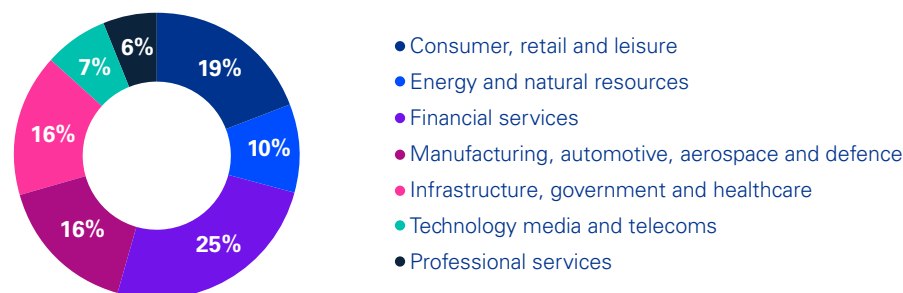 6%
7%
19%
16%
10%
16%
25%
Consumer, retail and leisure
Energy and natural resources
Financial services
Manufacturing, automotive, aerospace and defence
Infrastructure, government and healthcare
Technology media and telecoms
Professional services